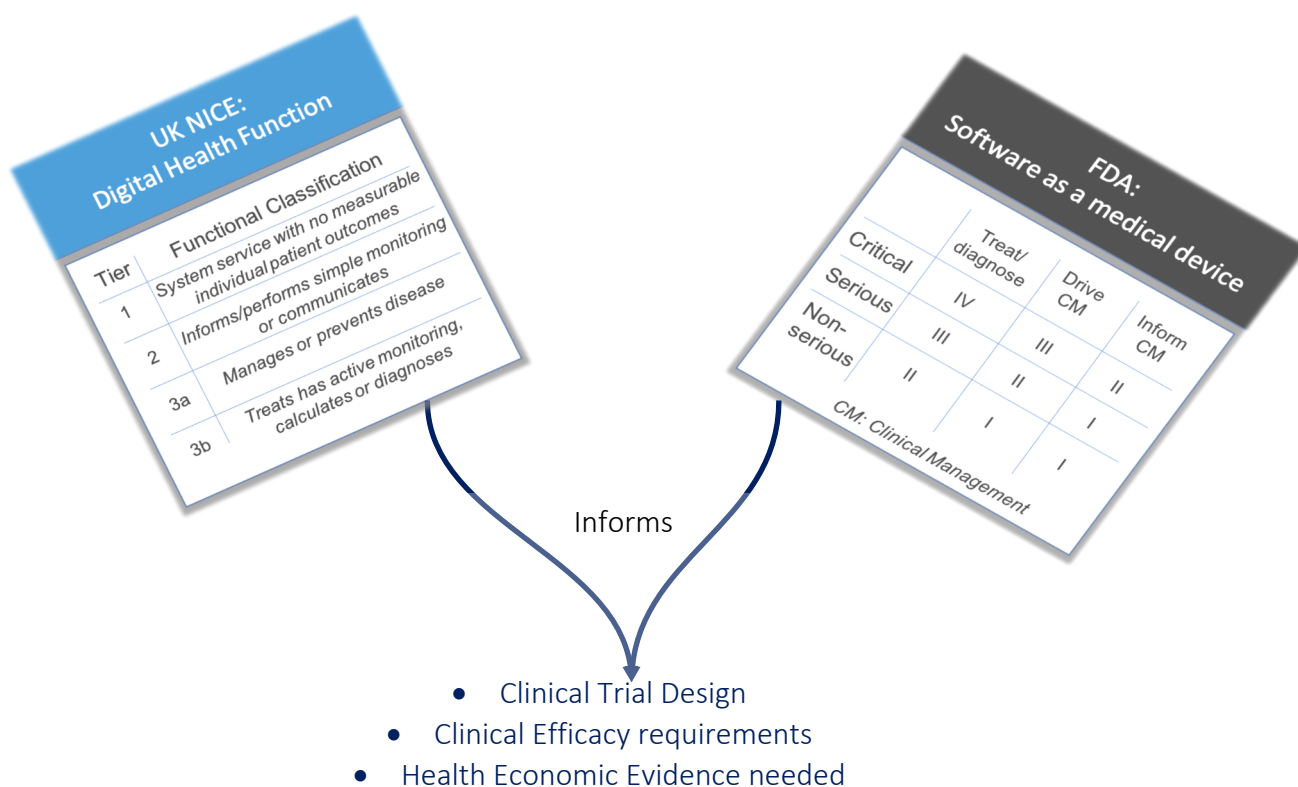 UK NICE:
Digital Health Function
Tier Functional Classification
1 System service with no measurable
individual patient outcomes
2 Informs/performs simple monitoring
or communicates
3a Manages or prevents disease
3b Treats has active monitoring,
calculates or diagnoses
FDA:
Software as a medical device
Treat/
diagnose
Drive
CM
Inform
CM
Critical IV III II
Serious III II I
Non-
serious II I I
CM: Clinical Management
Informs
• Clinical Trial Design
• Clinical Efficacy requirements
• Health Economic Evidence needed